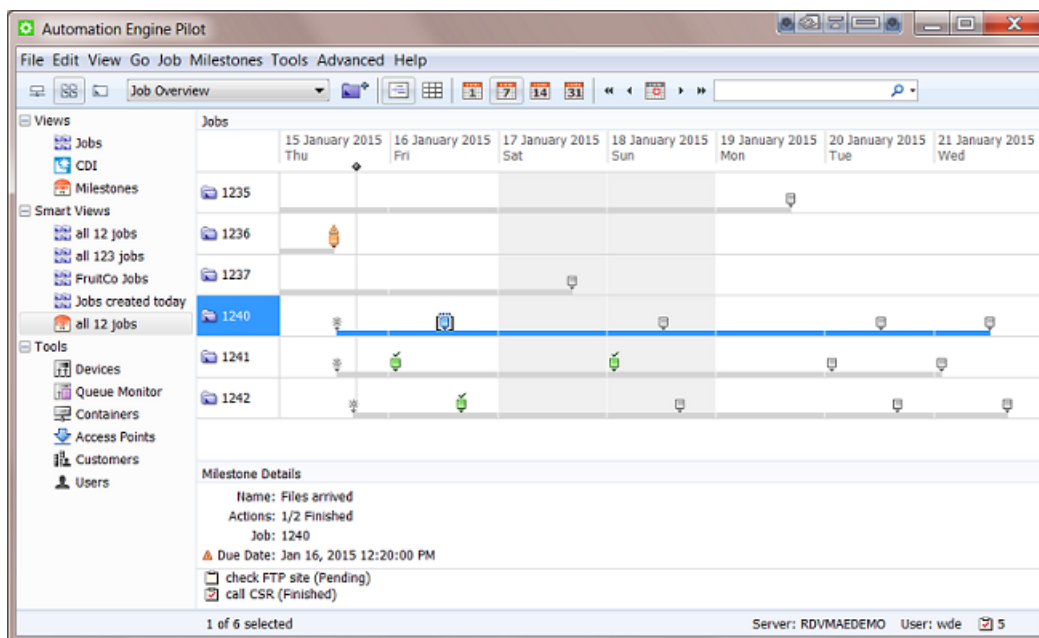 Automation Engine Pilot
File Edit View Go Job Milestones Tools Advanced Help
Job Overview
1 7 14 31
Views
Jobs
CDI
Milestones
Smart Views
all 12 jobs
all 123 jobs
FruitCo Jobs
Jobs created today
all 12 jobs
Tools
Devices
Queue Monitor
Containers
Access Points
Customers
Users
Jobs
15 January 2015 16 January 2015 17 January 2015 18 January 2015 19 January 2015 20 January 2015 21 January 2015
Thu Fri Sat Sun Mon Tue Wed
1235
1236
1237
1240
1241
1242
Milestone Details
Name: Files arrived
Actions: 1/2 Finished
Job: 1240
Due Date: Jan 16, 2015 12:20:00 PM
check FTP site (Pending)
call CSR (Finished)
1 of 6 selected Server: RDVMAEDEMO User: wde 5